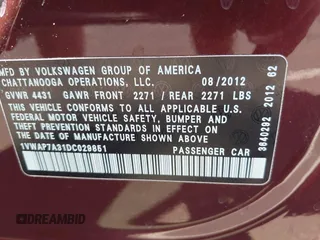 MFD BY VOLKSWAGEN GROUP OF AMERICA
CHATTANOOGA OPERATIONS, LLC. 08/2012
GVWR 4431 GAWR FRONT 2271 / REAR 2271 LBS
THIS VEHICLE CONFORMS TO ALL APPLICABLE U.S.
FEDERAL MOTOR VEHICLE SAFETY, BUMPER,
AND THEFT PREVENTION STANDARDS IN EFFECT ON THE
DATE OF MANUFACTURE SHOWN ABOVE.
1VWAP7A31DC029851 PASSENGER CAR
3640282 2012 62
DREAMBID